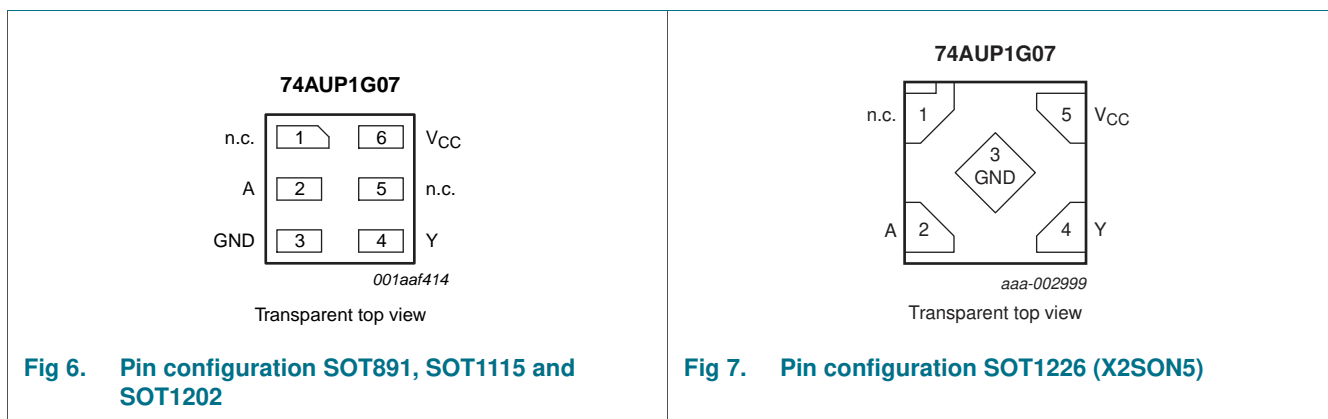 74AUP1G07
n.c. 1 6 VCC
A 2 5 n.c.
GND 3 4 Y
001aaf414
Transparent top view
Fig 6. Pin configuration SOT891, SOT1115 and
SOT1202
74AUP1G07
n.c. 1 5 VCC
3
GND
A 2 4 Y
aaa-002999
Transparent top view
Fig 7. Pin configuration SOT1226 (X2SON5)